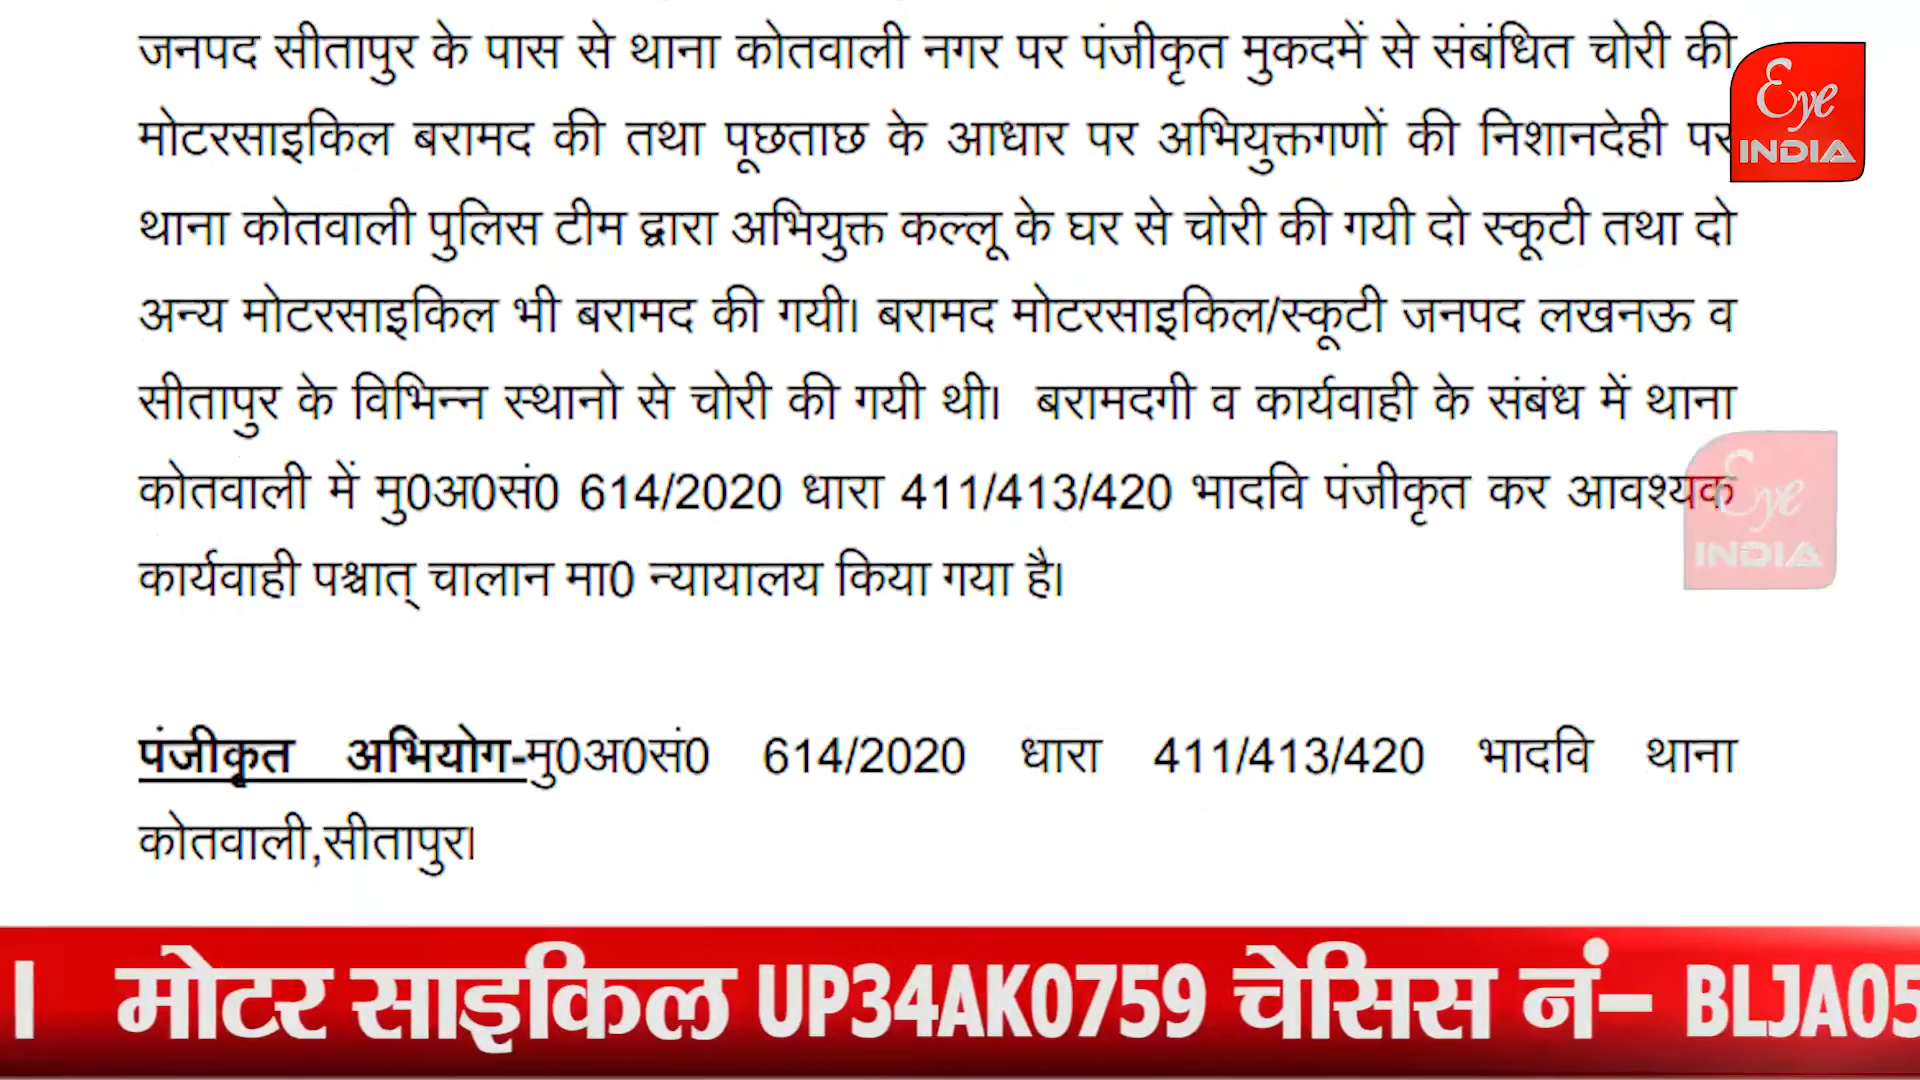 जनपद सीतापुर के पास से थाना कोतवाली नगर पर पंजीकृत मुकदमें से संबंधित चोरी की
मोटरसाइकिल बरामद की तथा पूछताछ के आधार पर अभियुक्तगणों की निशानदेही पर
थाना कोतवाली पुलिस टीम द्वारा अभियुक्त कल्लू के घर से चोरी की गयी दो स्कूटी तथा दो
अन्य मोटरसाइकिल भी बरामद की गयी। बरामद मोटरसाइकिल/स्कूटी जनपद लखनऊ व
सीतापुर के विभिन्न स्थानो से चोरी की गयी थी। बरामदगी व कार्यवाही के संबंध में थाना
कोतवाली में मु0अ0सं0 614/2020 धारा 411/413/420 भादवि पंजीकृत कर आवश्यक
कार्यवाही पश्चात् चालान मा0 न्यायालय किया गया है।
पंजीकृत अभियोग-मु0अ0सं0 614/2020 धारा 411/413/420 भादवि थाना
कोतवाली,सीतापुर।
Eye
INDIA
Eye
INDIA
। मोटर साइकिल UP34AK0759 चेसिस नं- BLJA05